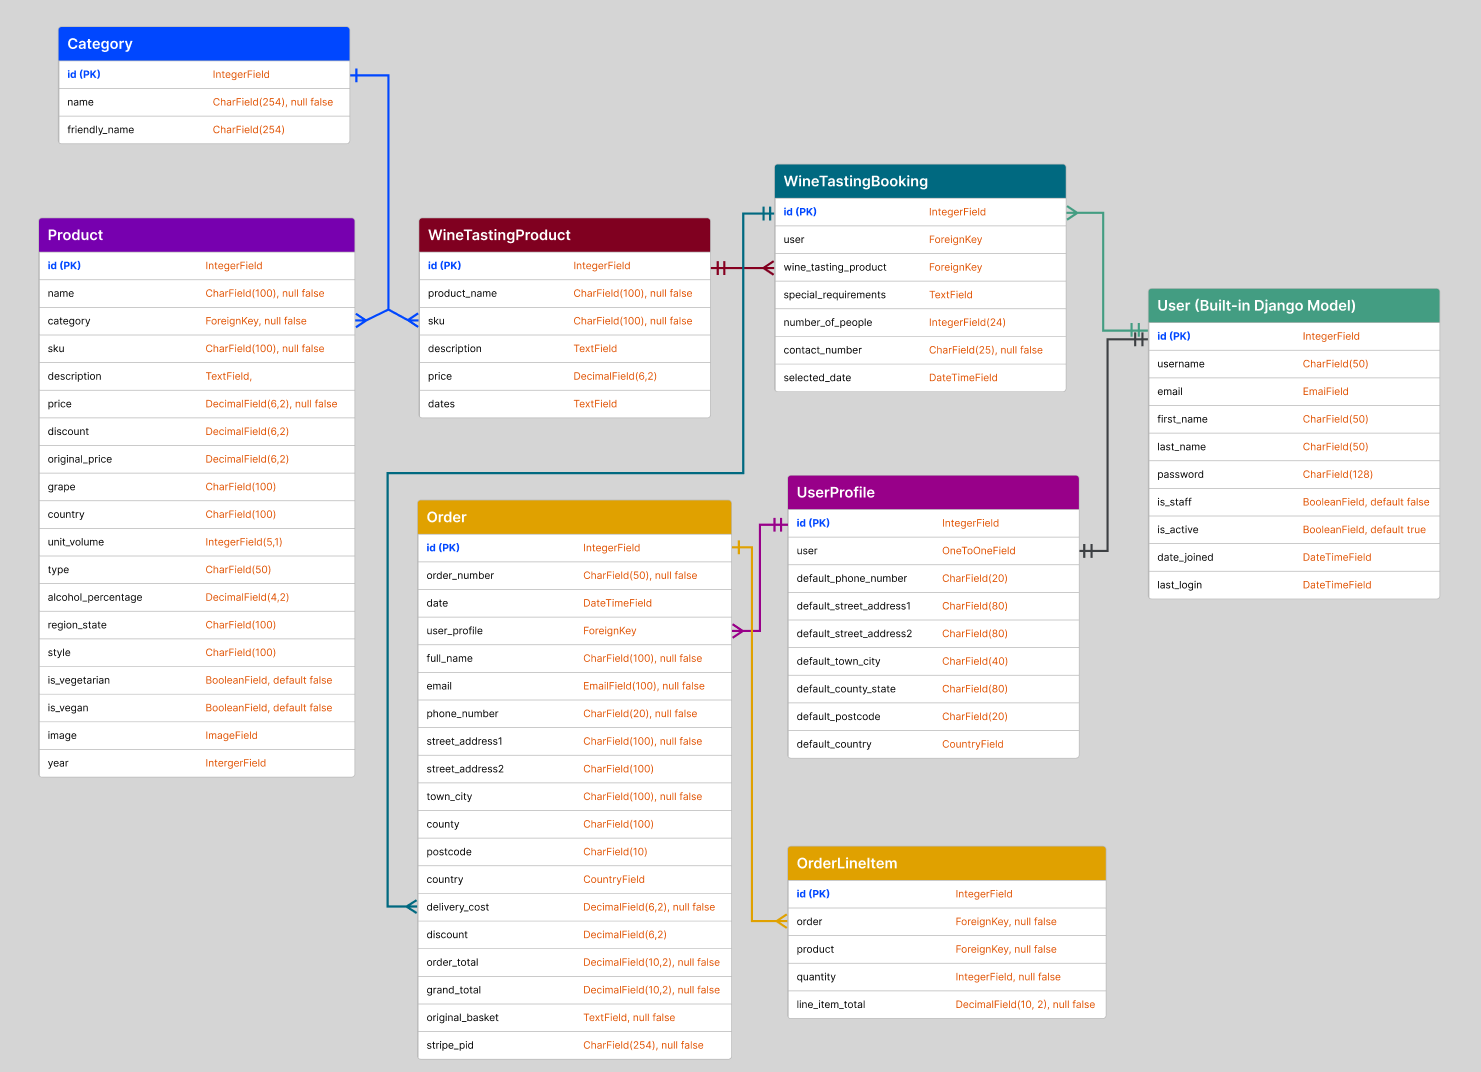 Category
id (PK) IntegerField
name CharField(254), null false
friendly_name CharField(254)
Product
id (PK) IntegerField
name CharField(100), null false
category ForeignKey, null false
sku CharField(100), null false
description TextField,
price DecimalField(6,2), null false
discount DecimalField(6,2)
original_price DecimalField(6,2)
grape CharField(100)
country CharField(100)
unit_volume IntegerField(5,1)
type CharField(50)
alcohol_percentage DecimalField(4,2)
region_state CharField(100)
style CharField(100)
is_vegetarian BooleanField, default false
is_vegan BooleanField, default false
image ImageField
year IntergerField
WineTastingProduct
id (PK) IntegerField
product_name CharField(100), null false
sku CharField(100), null false
description TextField
price DecimalField(6,2)
dates TextField
WineTastingBooking
id (PK) IntegerField
user ForeignKey
wine_tasting_product ForeignKey
special_requirements TextField
number_of_people IntegerField(24)
contact_number CharField(25), null false
selected_date DateTimeField
User (Built-in Django Model)
id (PK) IntegerField
username CharField(50)
email EmaiField
first_name CharField(50)
last_name CharField(50)
password CharField(128)
is_staff BooleanField, default false
is_active BooleanField, default true
date_joined DateTimeField
last_login DateTimeField
Order
id (PK) IntegerField
order_number CharField(50), null false
date DateTimeField
user_profile ForeignKey
full_name CharField(100), null false
email EmailField(100), null false
phone_number CharField(20), null false
street_address1 CharField(100), null false
street_address2 CharField(100)
town_city CharField(100), null false
county CharField(100)
postcode CharField(10)
country CountryField
delivery_cost DecimalField(6,2), null false
discount DecimalField(6,2)
order_total DecimalField(10,2), null false
grand_total DecimalField(10,2), null false
original_basket TextField, null false
stripe_pid CharField(254), null false
UserProfile
id (PK) IntegerField
user OneToOneField
default_phone_number CharField(20)
default_street_address1 CharField(80)
default_street_address2 CharField(80)
default_town_city CharField(40)
default_county_state CharField(80)
default_postcode CharField(20)
default_country CountryField
OrderLineItem
id (PK) IntegerField
order ForeignKey, null false
product ForeignKey, null false
quantity IntegerField, null false
line_item_total DecimalField(10, 2), null false